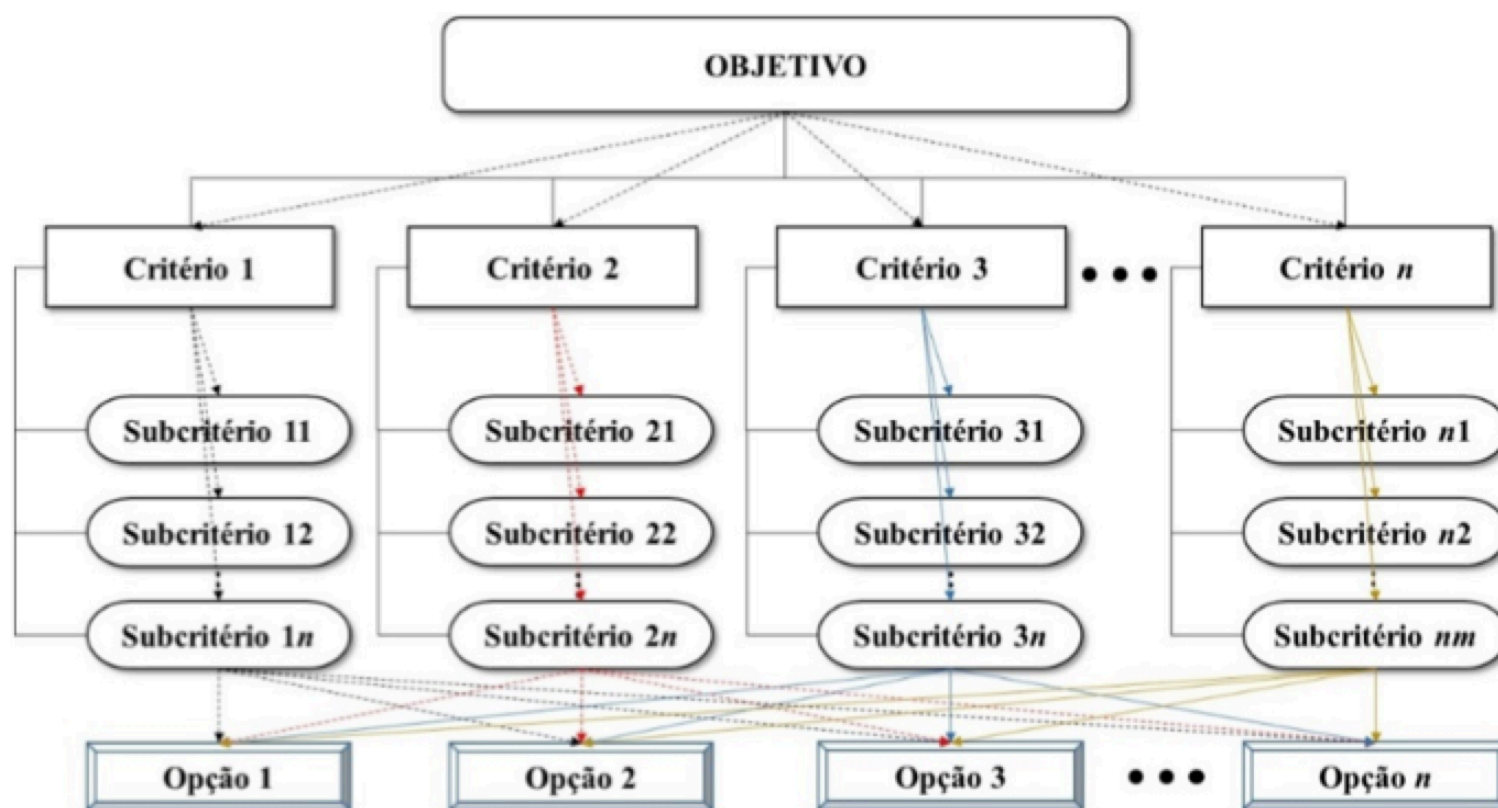 OBJETIVO
Critério 1
Critério 2
Critério 3
Critério n
Subcritério 11
Subcritério 21
Subcritério 31
Subcritério n1
Subcritério 12
Subcritério 22
Subcritério 32
Subcritério n2
Subcritério 1n
Subcritério 2n
Subcritério 3n
Subcritério nm
Opção 1
Opção 2
Opção 3
Opção n